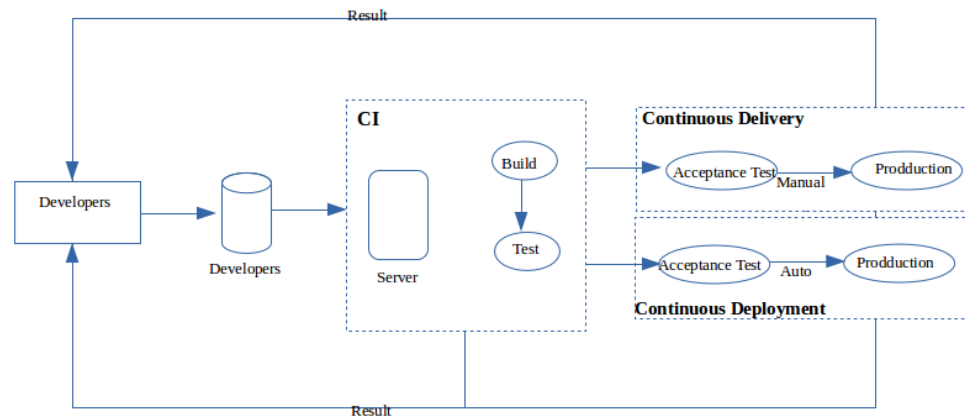 Result
CI
Continuous Delivery
Build
Acceptance Test
Manual
Prodduction
Developers
Developers
Server
Test
Acceptance Test
Auto
Prodduction
Continuous Deployment
Result